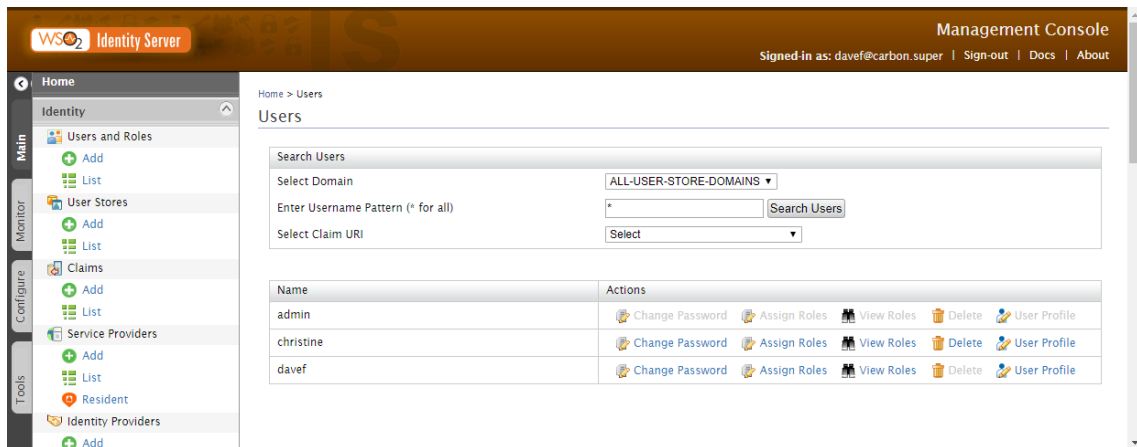 WSO2 Identity Server
Management Console
Signed-in as: davef@carbon.super | Sign-out | Docs | About
Main
Monitor
Configure
Tools
Home
Identity
Users and Roles
Add
List
User Stores
Add
List
Claims
Add
List
Service Providers
Add
List
Resident
Identity Providers
Add
Home > Users
Users
Search Users
Select Domain ALL-USER-STORE-DOMAINS
Enter Username Pattern (* for all) * Search Users
Select Claim URI Select
Name Actions
admin Change Password Assign Roles View Roles Delete User Profile
christine Change Password Assign Roles View Roles Delete User Profile
davef Change Password Assign Roles View Roles Delete User Profile